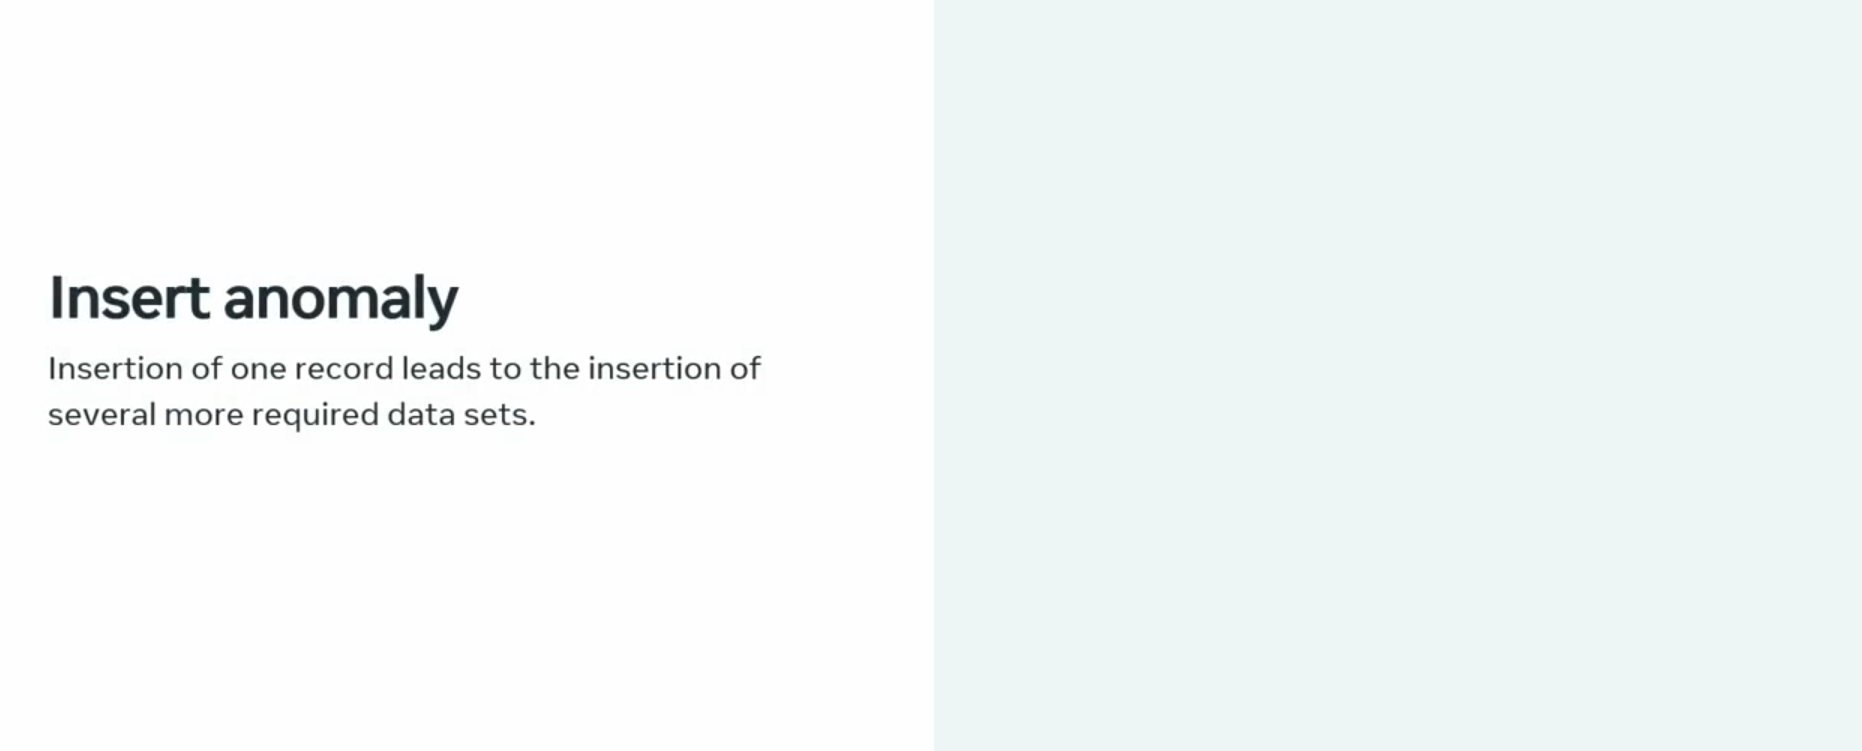 Insert anomaly
Insertion of one record leads to the insertion of
several more required data sets.